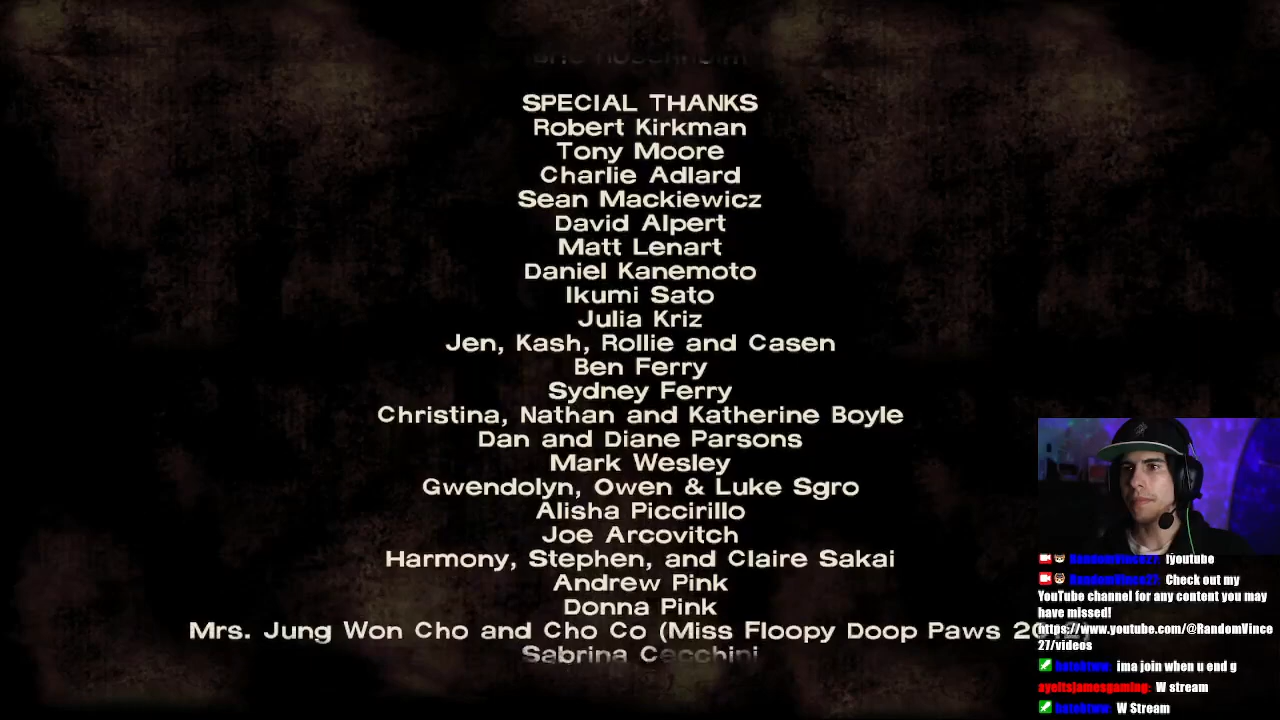 SPECIAL THANKS
Robert Kirkman
Tony Moore
Charlie Adlard
Sean Mackiewicz
David Alpert
Matt Lenart
Daniel Kanemoto
Ikumi Sato
Julia Kriz
Jen, Kash, Rollie and Casen
Ben Ferry
Sydney Ferry
Christina, Nathan and Katherine Boyle
Dan and Diane Parsons
Mark Wesley
Gwendolyn, Owen & Luke Sgro
Alisha Piccirillo
Joe Arcovitch
Harmony, Stephen, and Claire Sakai
Andrew Pink
Donna Pink
Mrs. Jung Won Cho and Cho Co (Miss Floopy Doop Paws
Sabrina Cecchini
RandomVince27: !youtube
RandomVince27: Check out my
YouTube channel for any content you may
have missed!
https://www.youtube.com/@RandomVince
27/videos
ima join when u end g
ayeitsjamesgaming: W stream
W Stream